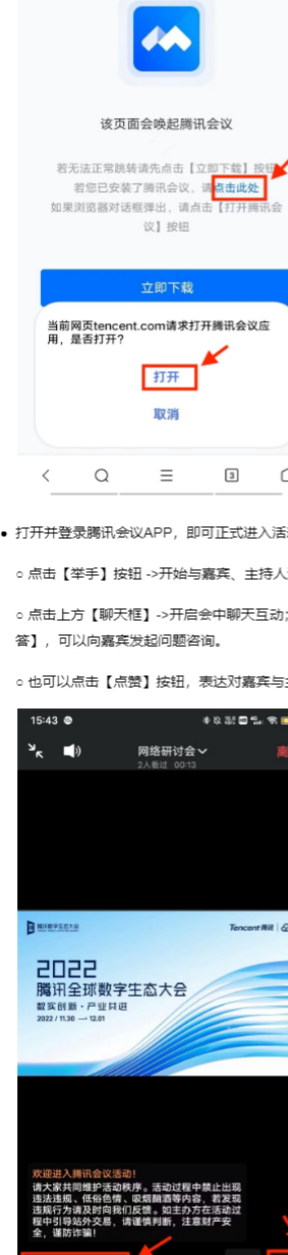 该页面会唤起腾讯会议
若无法正常跳转请先点击【立即下载】按钮
若您已安装了腾讯会议，请点击此处
如果浏览器对话框弹出，请点击【打开腾讯会
议】按钮
立即下载
当前网页tencent.com请求打开腾讯会议应
用，是否打开？
打开
取消
3
• 打开并登录腾讯会议APP，即可正式进入活
○ 点击【举手】按钮 ->开始与嘉宾、主持人
○ 点击上方【聊天框】->开启会中聊天互动；
答】，可以向嘉宾发起问题咨询。
○ 也可以点击【点赞】按钮，表达对嘉宾与
15:43
网络研讨会
离
2人看过 00:13
腾讯全球数字生态大会
Tencent 腾讯
2022
腾讯全球数字生态大会
数实创新·产业共进
2022 / 11.30 — 12.01
欢迎进入腾讯会议活动！
请大家共同维护活动秩序。活动过程中禁止出现
违法违规、低俗色情、吸烟酗酒等内容，若发现
违规行为请及时向我们反馈。如主办方在活动过
程中引导站外交易，请谨慎判断，注意财产安
全，谨防诈骗！